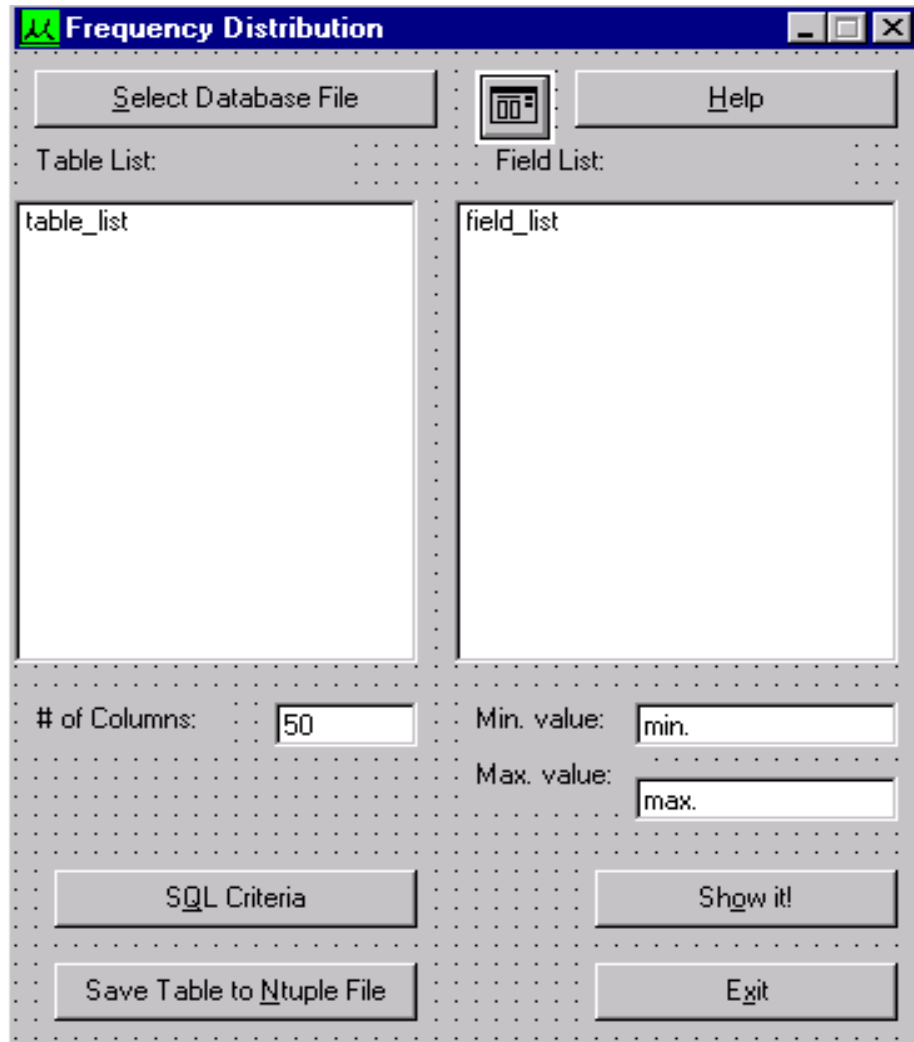 µ Frequency Distribution
Select Database File
Help
Table List:
Field List:
table_list
field_list
# of Columns:
50
Min. value:
min.
Max. value:
max.
SQL Criteria
Show it!
Save Table to Ntuple File
Exit